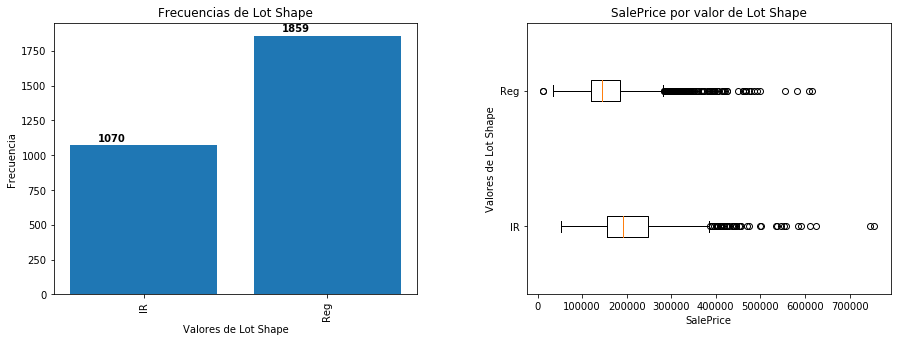 Frecuencias de Lot Shape
1859
1070
1750
1500
1250
1000
750
500
250
0
Frecuencia
IR
Reg
Valores de Lot Shape
SalePrice por valor de Lot Shape
Valores de Lot Shape
Reg
IR
0 100000 200000 300000 400000 500000 600000 700000
SalePrice